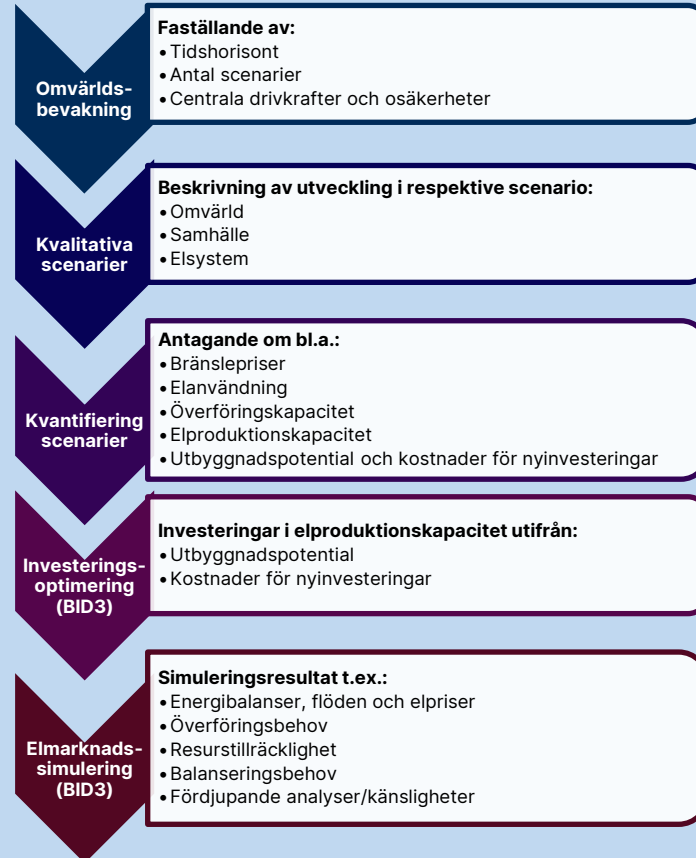 Omvärlds-
bevakning
Faställande av:
•Tidshorisont
•Antal scenarier
•Centrala drivkrafter och osäkerheter
Kvalitativa
scenarier
Beskrivning av utveckling i respektive scenario:
•Omvärld
•Samhälle
•Elsystem
Kvantifiering
scenarier
Antagande om bl.a.:
•Bränslepriser
•Elanvändning
•Överföringskapacitet
•Elproduktionskapacitet
•Utbyggnadspotential och kostnader för nyinvesteringar
Investerings-
optimering
(BID3)
Investeringar i elproduktionskapacitet utifrån:
•Utbyggnadspotential
•Kostnader för nyinvesteringar
Elmarknads-
simulering
(BID3)
Simuleringsresultat t.ex.:
•Energibalanser, flöden och elpriser
•Överföringsbehov
•Resurstillräcklighet
•Balanseringsbehov
•Fördjupande analyser/känsligheter